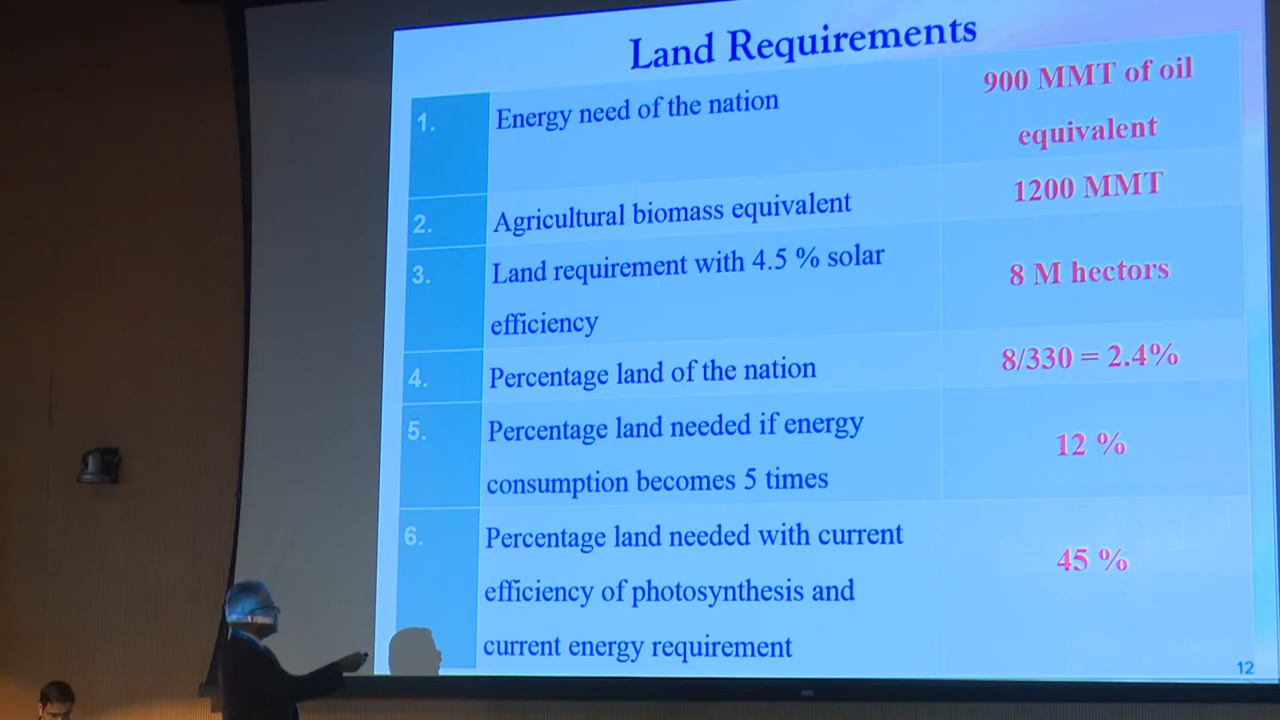 Land Requirements
1. Energy need of the nation 900 MMT of oil
equivalent
2. Agricultural biomass equivalent 1200 MMT
3. Land requirement with 4.5 % solar 8 M hectors
efficiency
4. Percentage land of the nation 8/330 = 2.4%
5. Percentage land needed if energy 12 %
consumption becomes 5 times
6. Percentage land needed with current 45 %
efficiency of photosynthesis and
current energy requirement
12